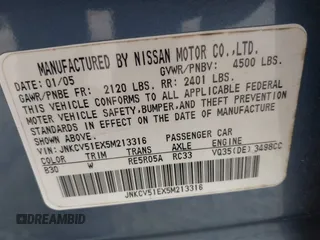 MANUFACTURED BY NISSAN MOTOR CO.,LTD.
01/05 GVWR/PNBV: 4500 LBS.
GAWR/PNBE FR: 2120 LBS. RR: 2401 LBS.
THIS VEHICLE CONFORMS TO ALL APPLICABLE FEDERAL
MOTOR VEHICLE SAFETY,BUMPER,AND THEFT PREVENTION
STANDARDS IN EFFECT ON THE DATE OF MANUFACTURE
SHOWN ABOVE.
VIN: JNKCV51EX5M213316 PASSENGER CAR
COLOR TRIM TRANS. AXLE ENGINE
B30 W RE5R05A RC33 VQ35(DE)3498CC
JNKCV51EX5M213316
DREAMBID